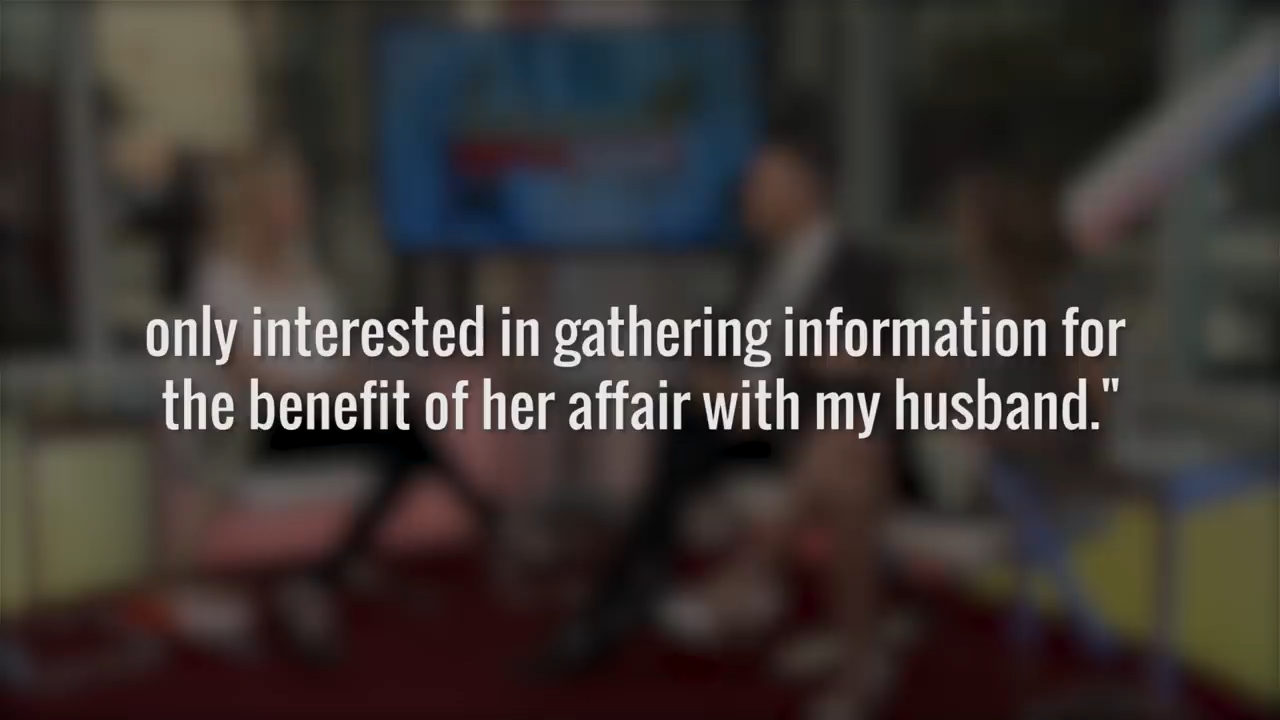 only interested in gathering information for
the benefit of her affair with my husband."